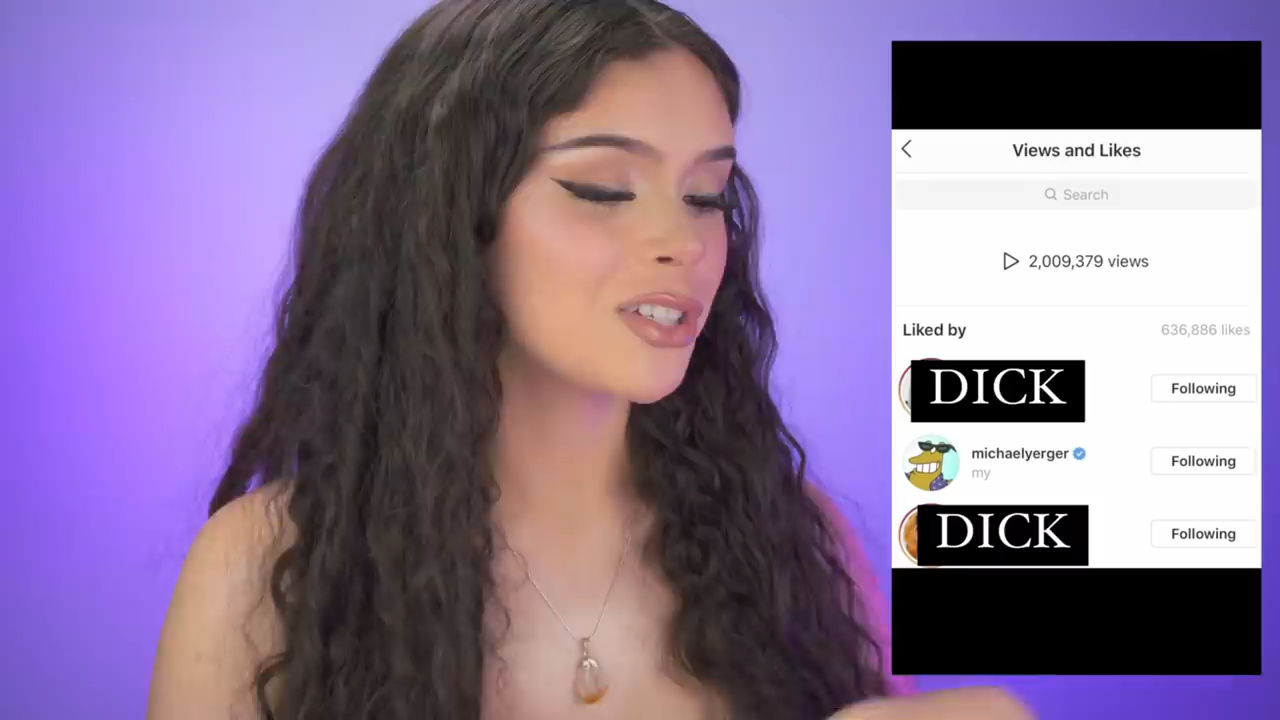 Views and Likes
Search
2,009,379 views
Liked by
636,886 likes
DICK
Following
michaelyerger
my
Following
DICK
Following